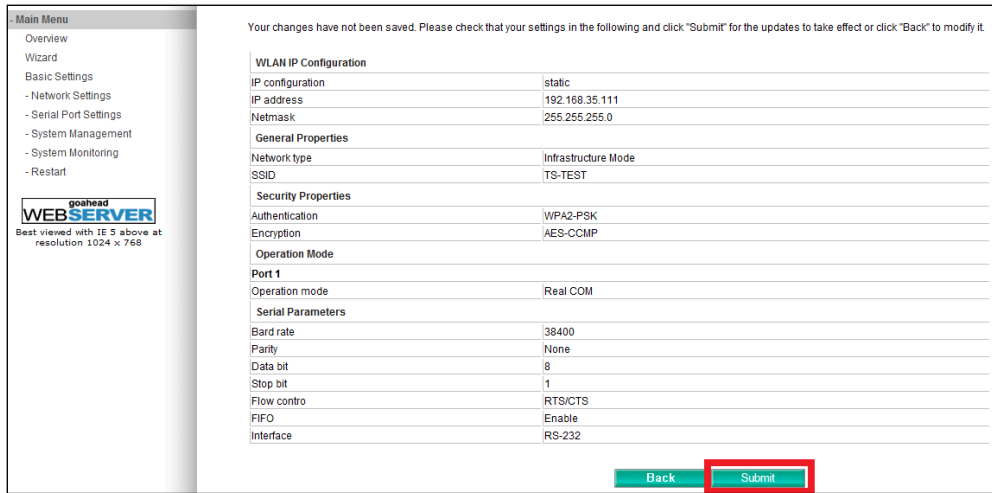 - Main Menu
Overview
Wizard
Basic Settings
- Network Settings
- Serial Port Settings
- System Management
- System Monitoring
- Restart
goahead
WEBSERVER
Best viewed with IE 5 above at
resolution 1024 x 768
Your changes have not been saved. Please check that your settings in the following and click "Submit" for the updates to take effect or click "Back" to modify it.
WLAN IP Configuration
IP configuration static
IP address 192.168.35.111
Netmask 255.255.255.0
General Properties
Network type Infrastructure Mode
SSID TS-TEST
Security Properties
Authentication WPA2-PSK
Encryption AES-CCMP
Operation Mode
Port 1
Operation mode Real COM
Serial Parameters
Bard rate 38400
Parity None
Data bit 8
Stop bit 1
Flow contro RTS/CTS
FIFO Enable
Interface RS-232
Back Submit